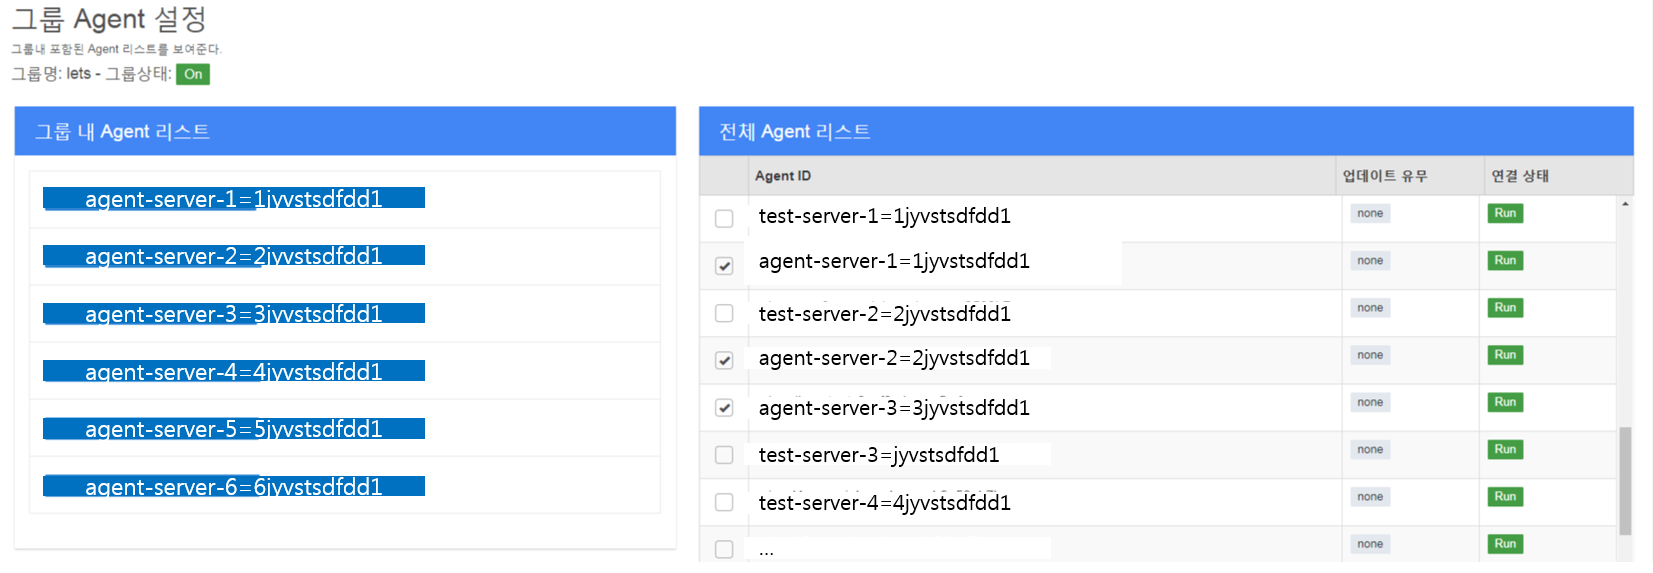 그룹 Agent 설정
그룹내 포함된 Agent 리스트를 보여준다.
그룹명: lets - 그룹상태: On
그룹 내 Agent 리스트
agent-server-1=1jyvstsdfdd1
agent-server-2=2jyvstsdfdd1
agent-server-3=3jyvstsdfdd1
agent-server-4=4jyvstsdfdd1
agent-server-5=5jyvstsdfdd1
agent-server-6=6jyvstsdfdd1
전체 Agent 리스트
Agent ID 업데이트 유무 연결 상태
test-server-1=1jyvstsdfdd1 none Run
agent-server-1=1jyvstsdfdd1 none Run
test-server-2=2jyvstsdfdd1 none Run
agent-server-2=2jyvstsdfdd1 none Run
agent-server-3=3jyvstsdfdd1 none Run
test-server-3=jyvstsdfdd1 none Run
test-server-4=4jyvstsdfdd1 none Run
... none Run